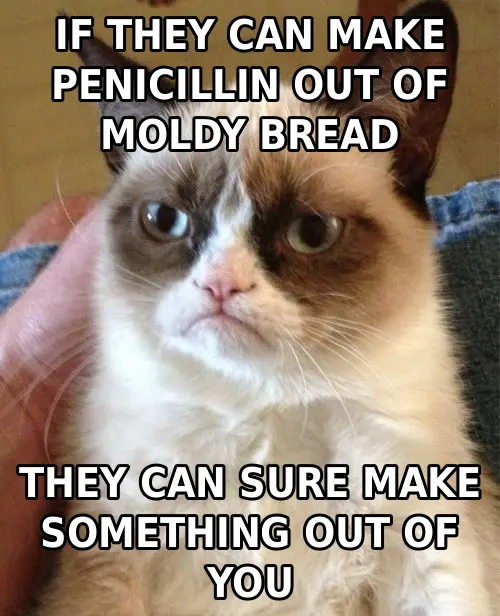 IF THEY CAN MAKE
PENICILLIN OUT OF
MOLDY BREAD
THEY CAN SURE MAKE
SOMETHING OUT OF
YOU